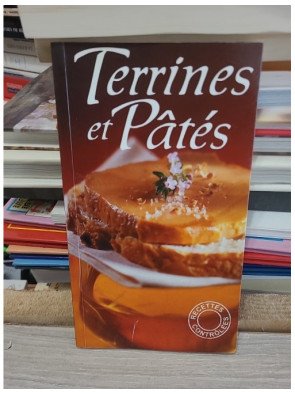 Terrines
et Pâtés
RECETTES
CONTRÔLÉES